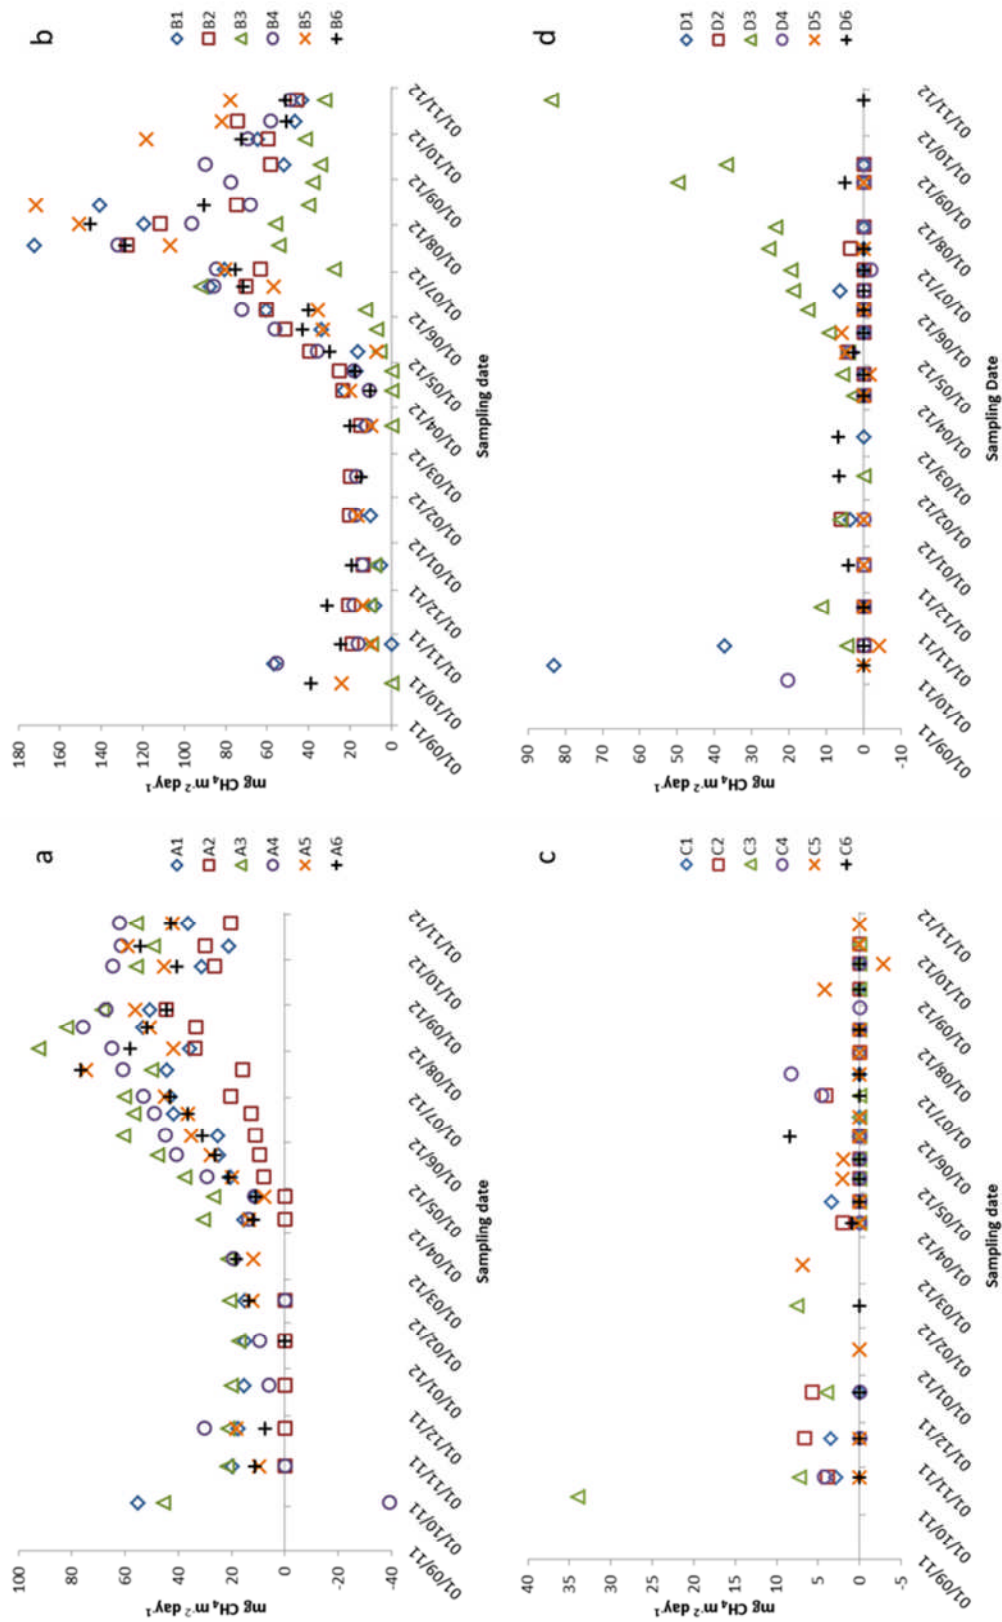 a
100
80
60
40
20
0
-20
-40
mg CH₄ m⁻² day⁻¹
01/09/11
01/10/11
01/11/11
01/12/11
01/01/12
01/02/12
01/03/12
01/04/12
01/05/12
01/06/12
01/07/12
01/08/12
01/09/12
01/10/12
01/11/12
Sampling date
A1
A2
A3
A4
A5
A6
b
180
160
140
120
100
80
60
40
20
0
mg CH₄ m⁻² day⁻¹
01/09/11
01/10/11
01/11/11
01/12/11
01/01/12
01/02/12
01/03/12
01/04/12
01/05/12
01/06/12
01/07/12
01/08/12
01/09/12
01/10/12
01/11/12
Sampling date
B1
B2
B3
B4
B5
B6
c
40
35
30
25
20
15
10
5
0
-5
mg CH₄ m⁻² day⁻¹
01/09/11
01/10/11
01/11/11
01/12/11
01/01/12
01/02/12
01/03/12
01/04/12
01/05/12
01/06/12
01/07/12
01/08/12
01/09/12
01/10/12
01/11/12
Sampling date
C1
C2
C3
C4
C5
C6
d
90
80
70
60
50
40
30
20
10
0
-10
mg CH₄ m⁻² day⁻¹
01/09/11
01/10/11
01/11/11
01/12/11
01/01/12
01/02/12
01/03/12
01/04/12
01/05/12
01/06/12
01/07/12
01/08/12
01/09/12
01/10/12
01/11/12
Sampling Date
D1
D2
D3
D4
D5
D6